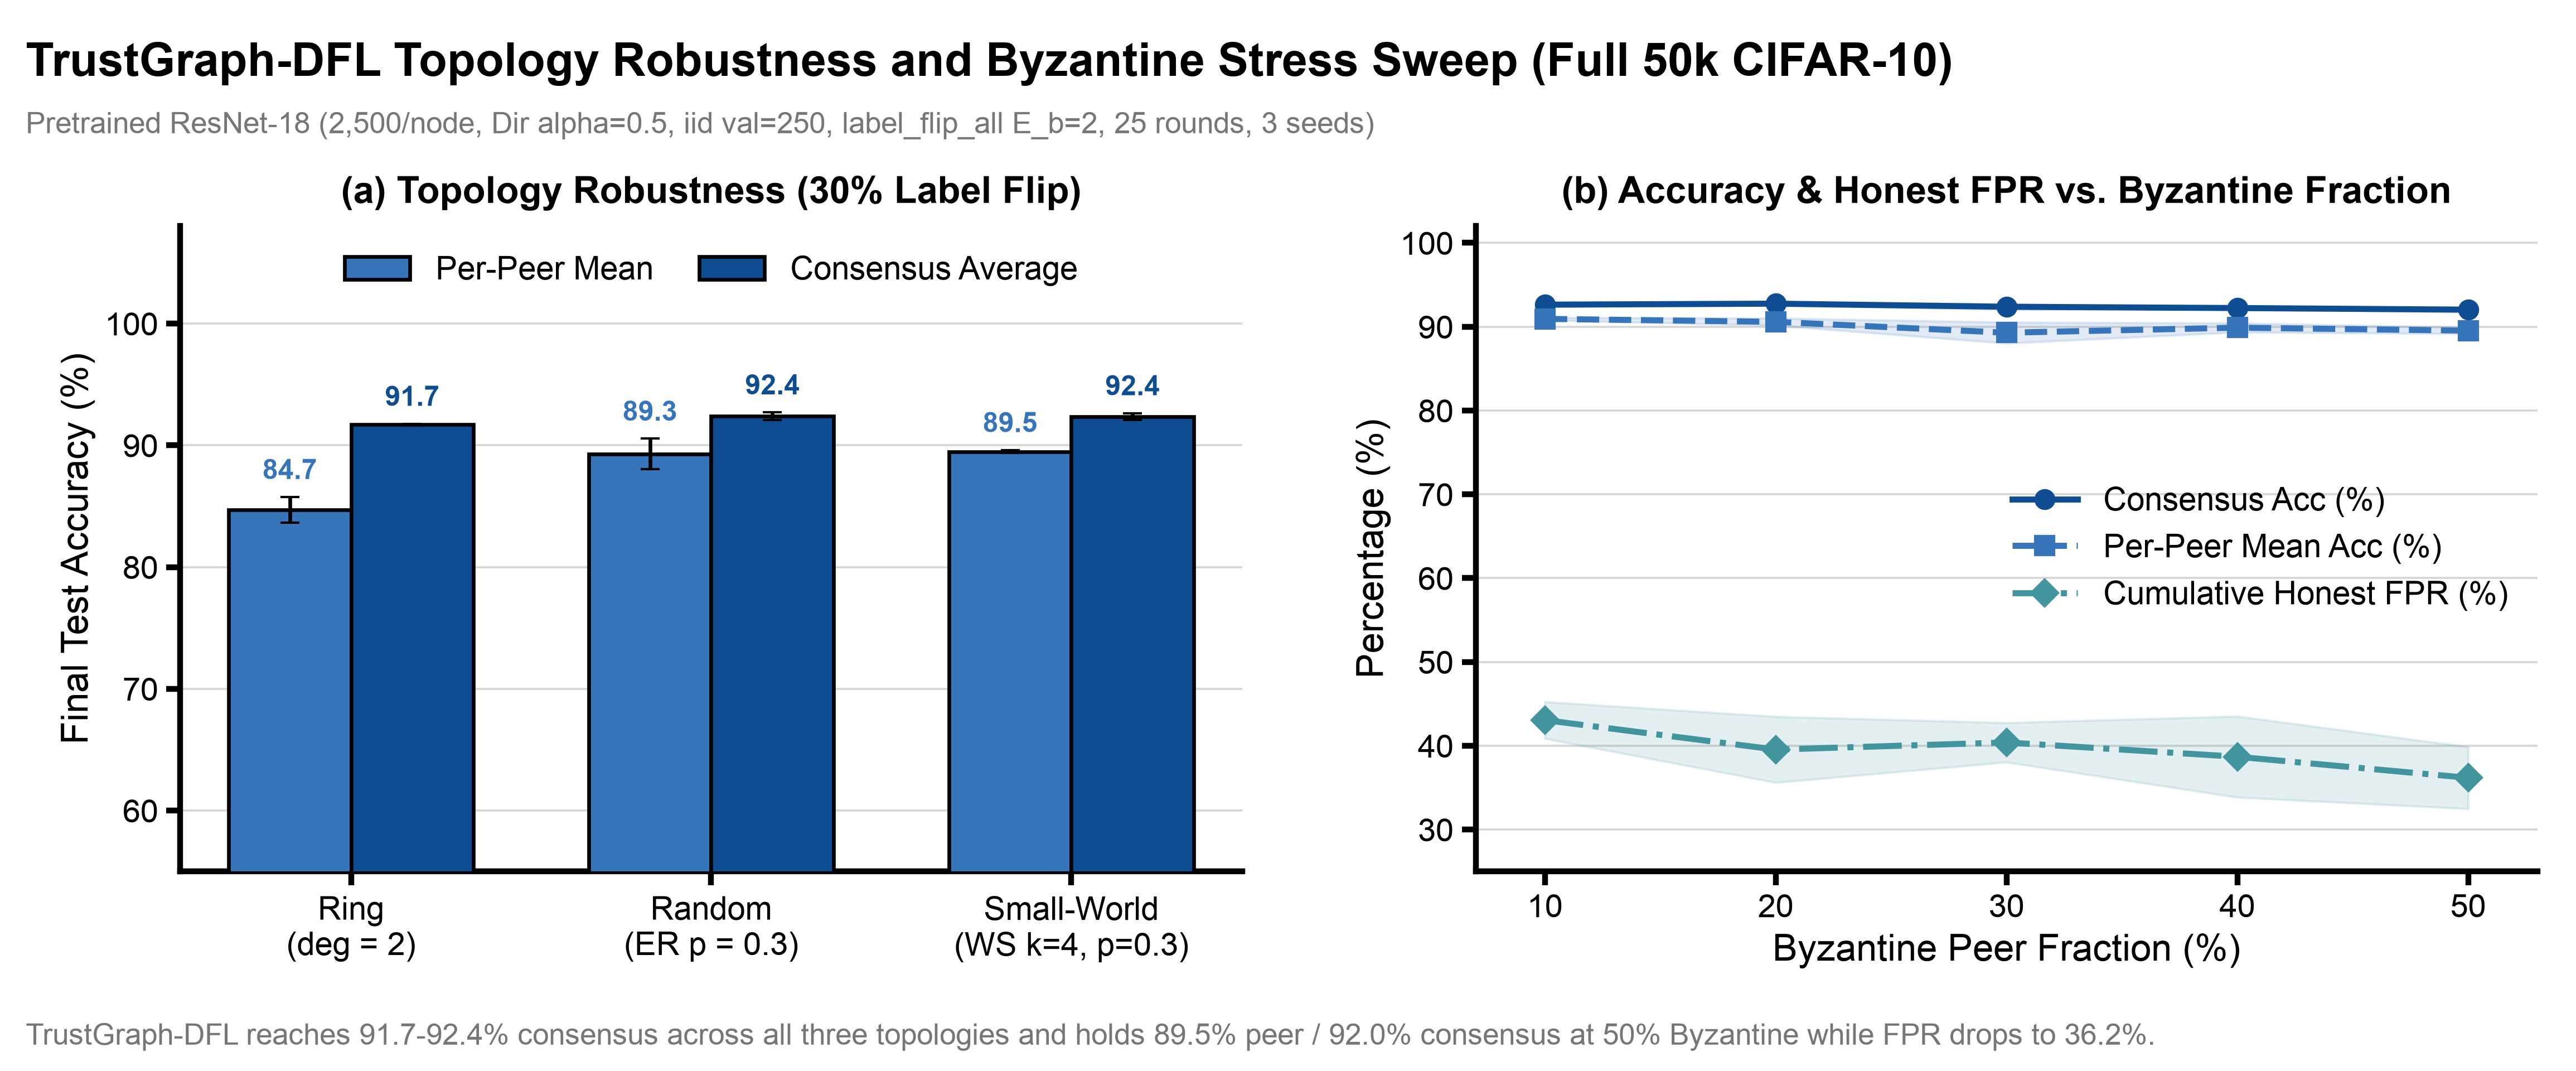 TrustGraph-DFL Topology Robustness and Byzantine Stress Sweep (Full 50k CIFAR-10)
Pretrained ResNet-18 (2,500/node, Dir alpha=0.5, iid val=250, label_flip_all E_b=2, 25 rounds, 3 seeds)
(a) Topology Robustness (30% Label Flip)
Per-Peer Mean
Consensus Average
Final Test Accuracy (%)
100
90
80
70
60
84.7
91.7
89.3
92.4
89.5
92.4
Ring
(deg = 2)
Random
(ER p = 0.3)
Small-World
(WS k=4, p=0.3)
(b) Accuracy & Honest FPR vs. Byzantine Fraction
Percentage (%)
100
90
80
70
60
50
40
30
Consensus Acc (%)
Per-Peer Mean Acc (%)
Cumulative Honest FPR (%)
10
20
30
40
50
Byzantine Peer Fraction (%)
TrustGraph-DFL reaches 91.7-92.4% consensus across all three topologies and holds 89.5% peer / 92.0% consensus at 50% Byzantine while FPR drops to 36.2%.